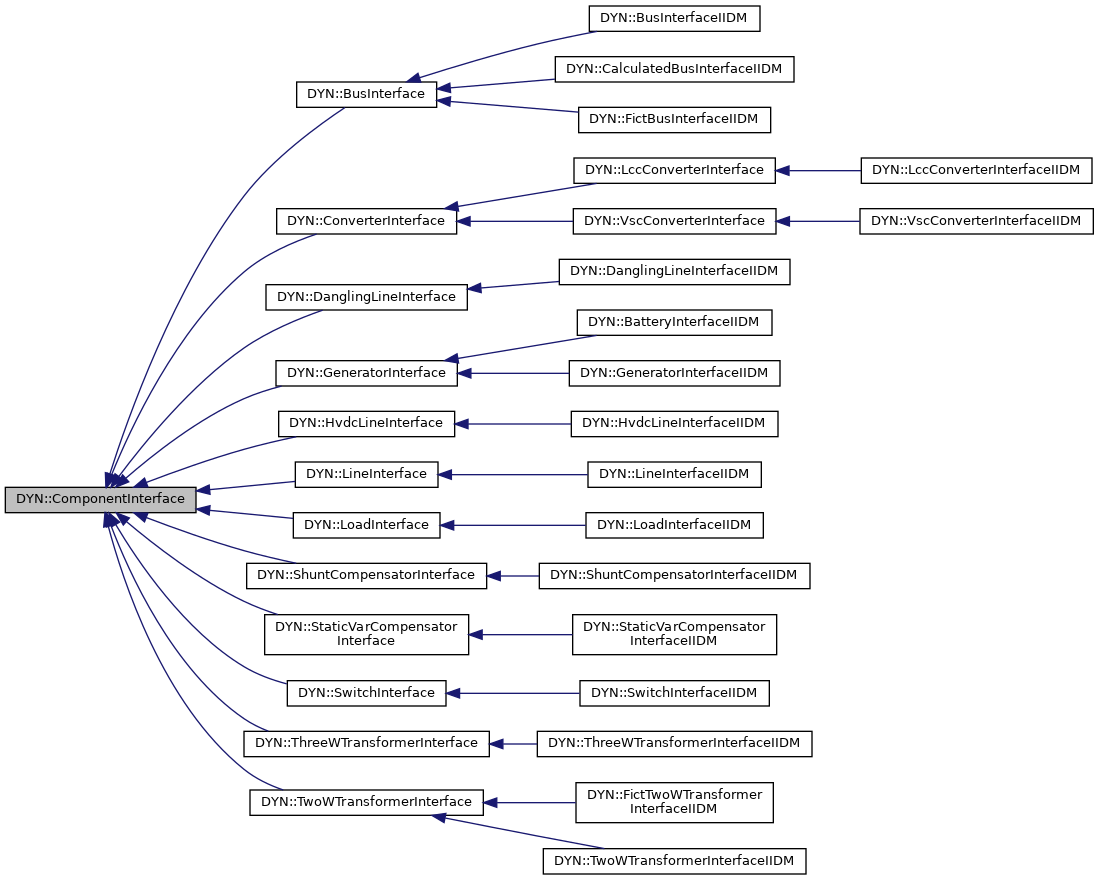 DYN::BusInterfaceIIDM
DYN::CalculatedBusInterfaceIIDM
DYN::BusInterface
DYN::FictBusInterfaceIIDM
DYN::LccConverterInterface
DYN::LccConverterInterfaceIIDM
DYN::ConverterInterface
DYN::VscConverterInterface
DYN::VscConverterInterfaceIIDM
DYN::DanglingLineInterfaceIIDM
DYN::DanglingLineInterface
DYN::BatteryInterfaceIIDM
DYN::GeneratorInterface
DYN::GeneratorInterfaceIIDM
DYN::HvdcLineInterface
DYN::HvdcLineInterfaceIIDM
DYN::LineInterface
DYN::LineInterfaceIIDM
DYN::ComponentInterface
DYN::LoadInterface
DYN::LoadInterfaceIIDM
DYN::ShuntCompensatorInterface
DYN::ShuntCompensatorInterfaceIIDM
DYN::StaticVarCompensator
Interface
DYN::StaticVarCompensator
InterfaceIIDM
DYN::SwitchInterface
DYN::SwitchInterfaceIIDM
DYN::ThreeWTransformerInterface
DYN::ThreeWTransformerInterfaceIIDM
DYN::TwoWTransformerInterface
DYN::FictTwoWTransformer
InterfaceIIDM
DYN::TwoWTransformerInterfaceIIDM